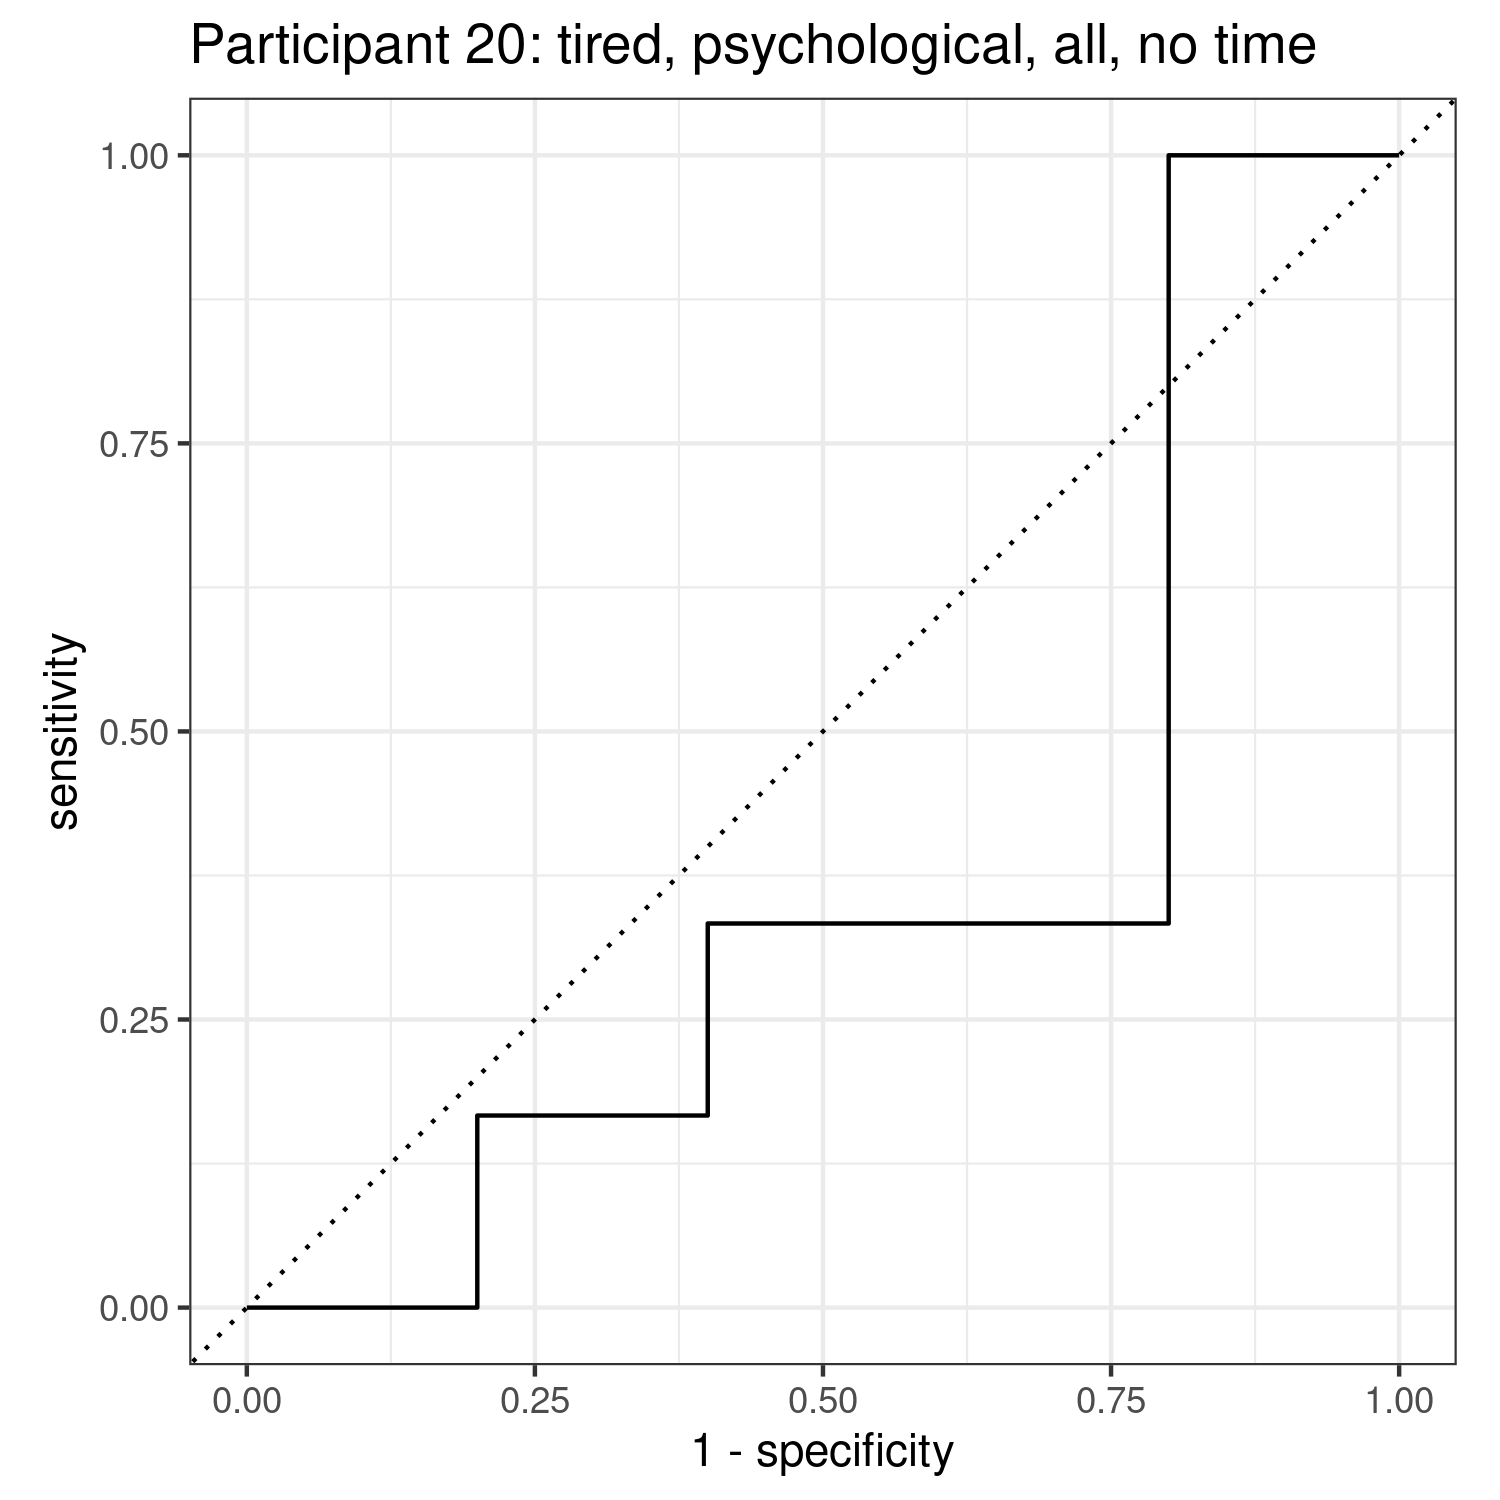 Participant 20: tired, psychological, all, no time
1.00
0.75
0.50
0.25
0.00
sensitivity
0.00 0.25 0.50 0.75 1.00
1 - specificity